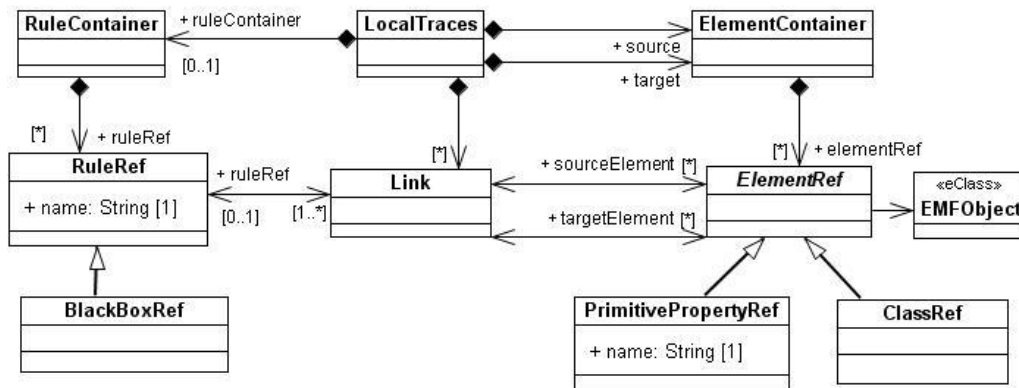 RuleContainer
+ ruleContainer
LocalTraces
ElementContainer
[0..1]
+ source
+ target
[*]
+ ruleRef
[*]
[*]
+ elementRef
RuleRef
+ name: String [1]
+ ruleRef
[0..1]
[1..*]
Link
+ sourceElement [*]
+ targetElement [*]
ElementRef
«eClass»
EMFObject
BlackBoxRef
PrimitivePropertyRef
+ name: String [1]
ClassRef